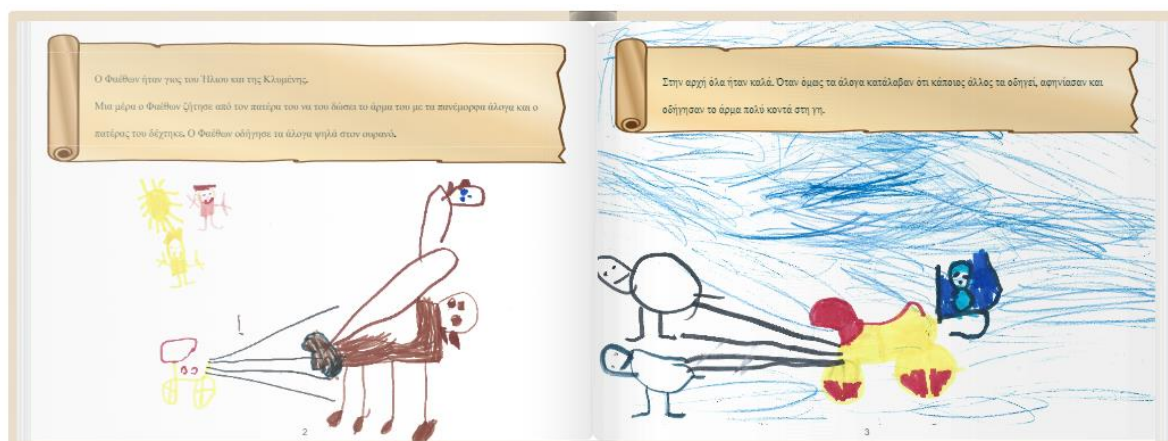 Ο Φαέθων ήταν γιος του Ήλιου και της Κλυμένης.
Μια μέρα ο Φαέθων ζήτησε από τον πατέρα του να του δώσει το άρμα του με τα πανέμορφα άλογα και ο
πατέρας του δέχτηκε. Ο Φαέθων οδήγησε τα άλογα ψηλά στον ουρανό.
2
Στην αρχή όλα ήταν καλά. Όταν όμως τα άλογα κατάλαβαν ότι κάποιος άλλος τα οδηγεί, αφηνίασαν και
οδήγησαν το άρμα πολύ κοντά στη γη.
3